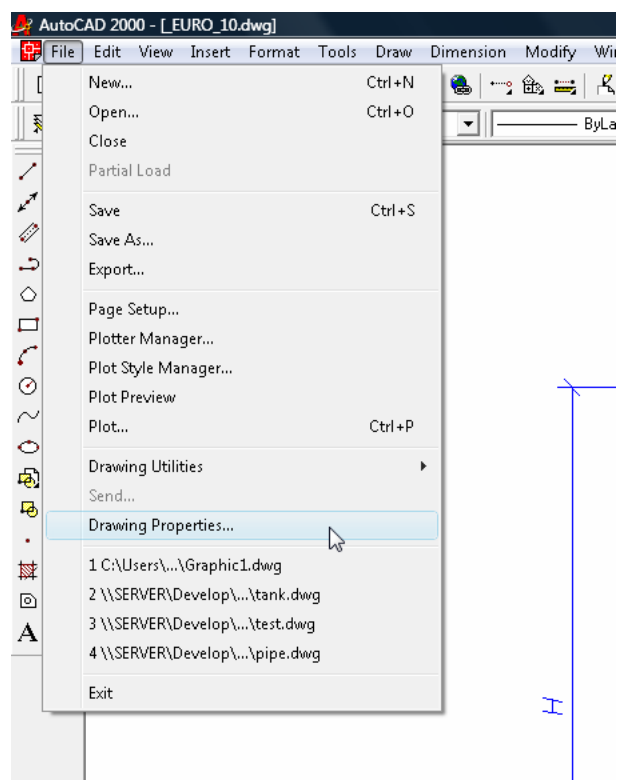 AutoCAD 2000 - [_EURO_10.dwg]
File Edit View Insert Format Tools Draw Dimension Modify
New... Ctrl+N
Open... Ctrl+O
Close
ByLa
Partial Load
Save Ctrl+S
Save As...
Export...
Page Setup...
Plotter Manager...
Plot Style Manager...
Plot Preview
Plot... Ctrl+P
Drawing Utilities
Send...
Drawing Properties...
1 C:\Users\...\Graphic1.dwg
2 \\SERVER\Develop\...\tank.dwg
3 \\SERVER\Develop\...\test.dwg
A
4 \\SERVER\Develop\...\pipe.dwg
Exit
H